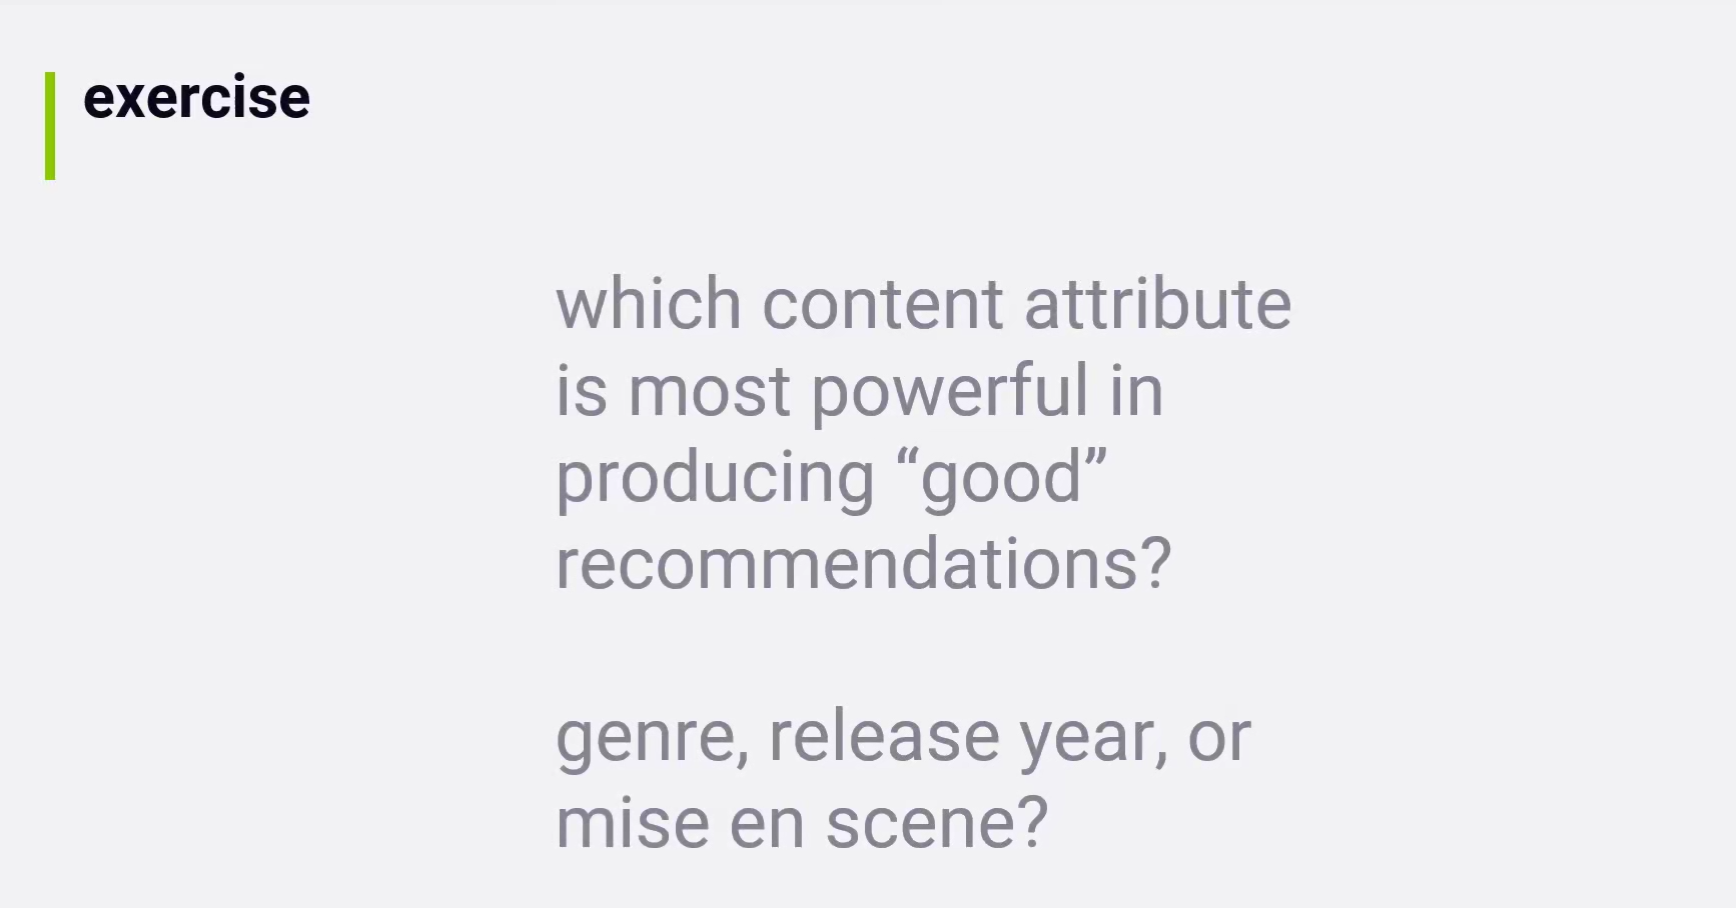 exercise
which content attribute
is most powerful in
producing “good”
recommendations?
genre, release year, or
mise en scene?